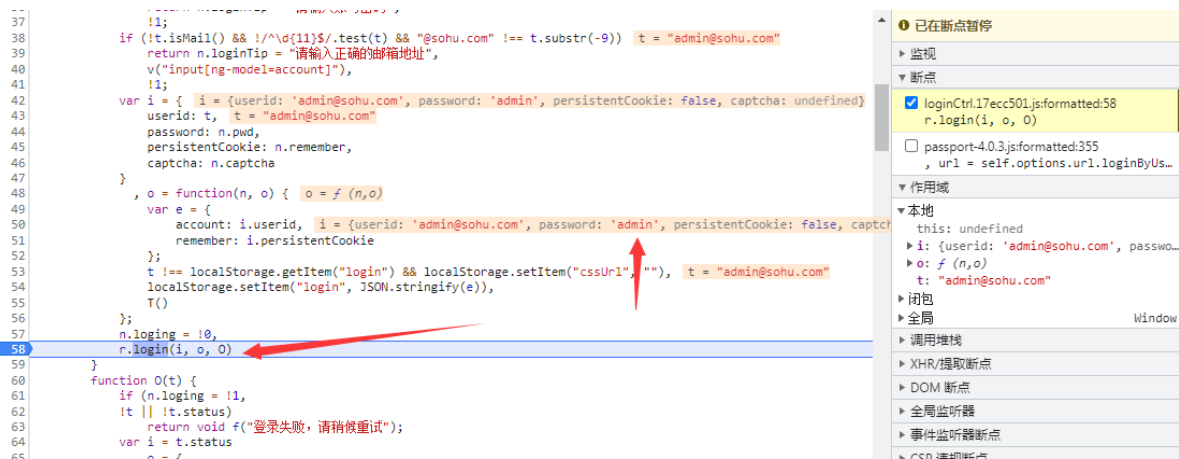 37 !1;
38 if (!t.isMail() && !/^\d{11}$/.test(t) && "@sohu.com" !== t.substr(-9)) t = "admin@sohu.com"
39 return n.loginTip = "请输入正确的邮箱地址",
40 v("input[ng-model=account]"),
41 !1;
42 var i = { i = {userid: 'admin@sohu.com', password: 'admin', persistentCookie: false, captcha: undefined}
43 userid: t, t = "admin@sohu.com"
44 password: n.pwd,
45 persistentCookie: n.remember,
46 captcha: n.captcha
47 }
48 , o = function(n, o) { o = ƒ (n,o)
49 var e = {
50 account: i.userid, i = {userid: 'admin@sohu.com', password: 'admin', persistentCookie: false, captch
51 remember: i.persistentCookie
52 };
53 t !== localStorage.getItem("login") && localStorage.setItem("cssUrl", ""), t = "admin@sohu.com"
54 localStorage.setItem("login", JSON.stringify(e)),
55 T()
56 };
57 n.loging = !0,
58 r.login(i, o, O)
59 }
60 function O(t) {
61 if (n.loging = !1,
62 !t || !t.status)
63 return void f("登录失败，请稍候重试");
64 var i = t.status
65 o = {
已在断点暂停
监视
断点
loginCtrl.17ecc501.js:formatted:58
r.login(i, o, O)
passport-4.0.3.js:formatted:355
, url = self.options.url.loginByUs…
作用域
本地
this: undefined
i: {userid: 'admin@sohu.com', passwo…
o: ƒ (n,o)
t: "admin@sohu.com"
闭包
全局 Window
调用堆栈
XHR/提取断点
DOM 断点
全局监听器
事件监听器断点
CSP 违规断点